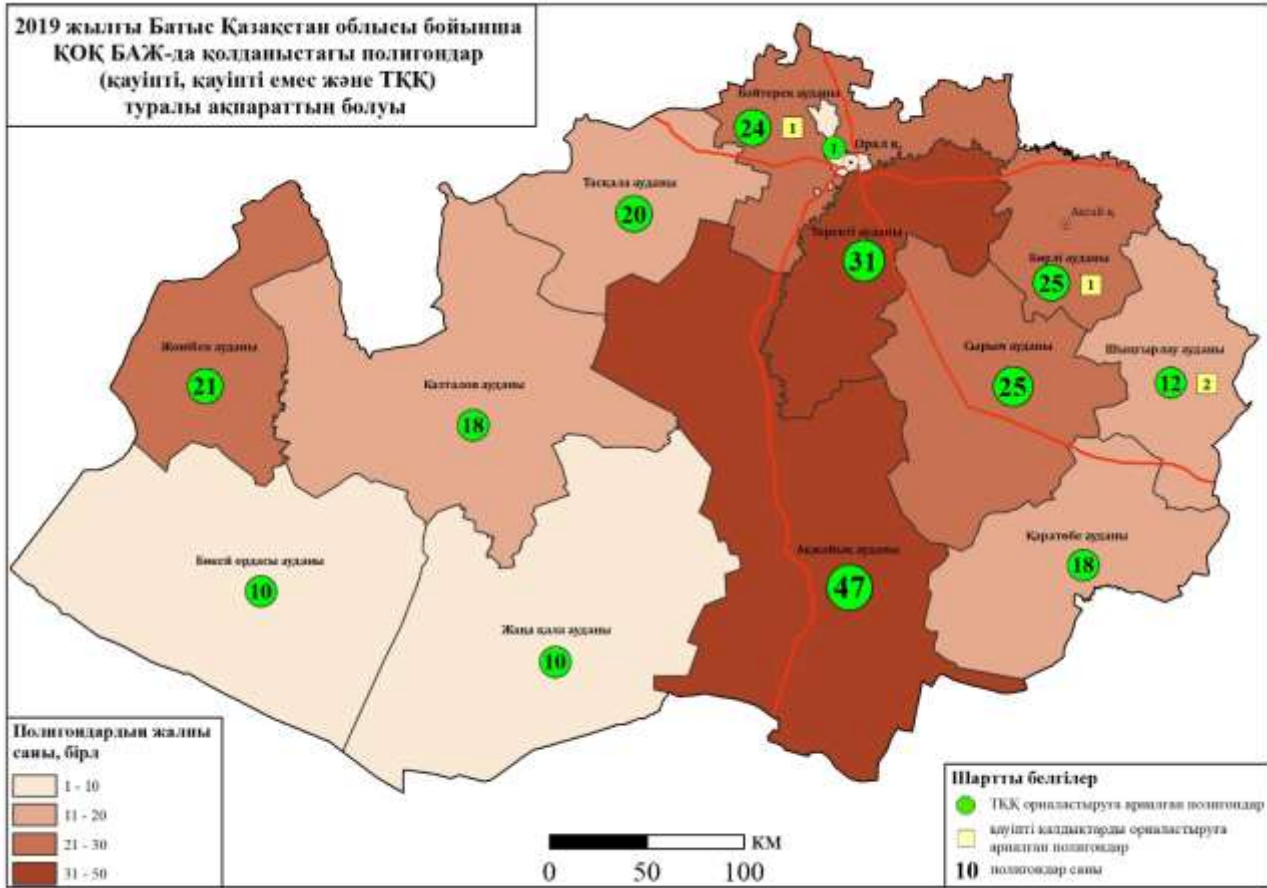 2019 жылғы Батыс Қазақстан облысы бойынша
ҚОҚ БАЖ-да қолданыстағы полигондар
(қауіпті, қауіпті емес және ТҚҚ)
туралы ақпараттың болуы
Бәйтерек ауданы
24
1
1
Орал қ.
Тасқала ауданы
20
Теректі ауданы
31
Ақсай қ.
Бөрлі ауданы
25
1
Жәнібек ауданы
21
Казталов ауданы
18
Сырым ауданы
25
Шыңғырлау ауданы
12
2
Бөкей ордасы ауданы
10
Жаңа қала ауданы
10
Ақжайық ауданы
47
Қаратөбе ауданы
18
Полигондардың жалпы
саны, бірл
1 - 10
11 - 20
21 - 30
31 - 50
КМ
0 50 100
Шартты белгілер
ТҚҚ орналастыруға арналған полигондар
қауіпті қалдықтарды орналастыруға
арналған полигондар
10 полигондар саны